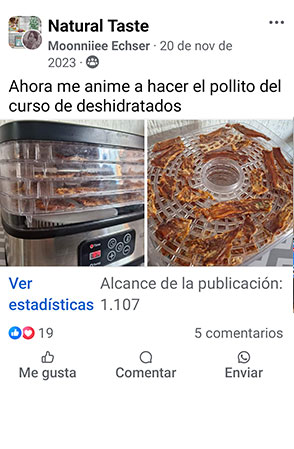 Natural Taste
Moonniiee Echser · 20 de nov de
2023 ·
Ahora me anime a hacer el pollito del
curso de deshidratados
Ver
estadísticas
Alcance de la publicación:
1.107
19
5 comentarios
Me gusta
Comentar
Enviar